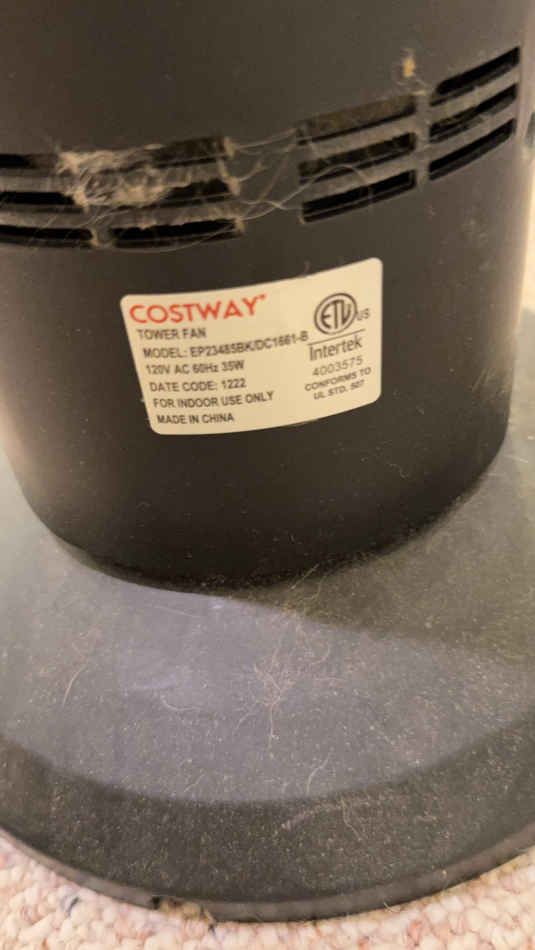 COSTWAY
TOWER FAN
MODEL: EP23485BK/DC1661-B
120V AC 60Hz 35W
DATE CODE: 1222
FOR INDOOR USE ONLY
MADE IN CHINA
ETL US
Intertek
4003575
CONFORMS TO
UL STD. 507